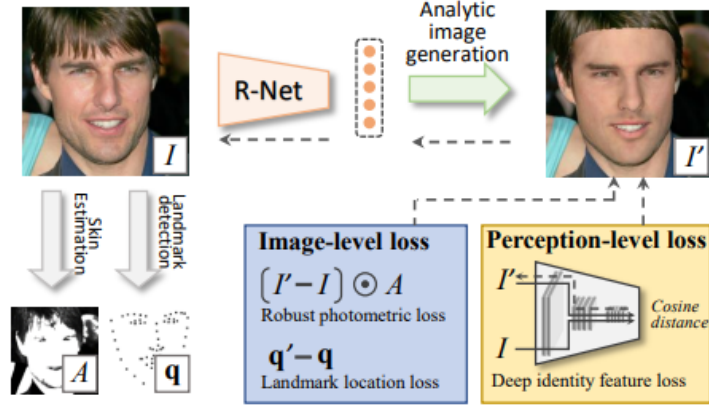 Analytic
image
generation
R-Net
I
I'
Skin
Estimation
Landmark
detection
A
q
Image-level loss
(I' – I) ⊙ A
Robust photometric loss
q' – q
Landmark location loss
Perception-level loss
I'
I
Cosine
distance
Deep identity feature loss